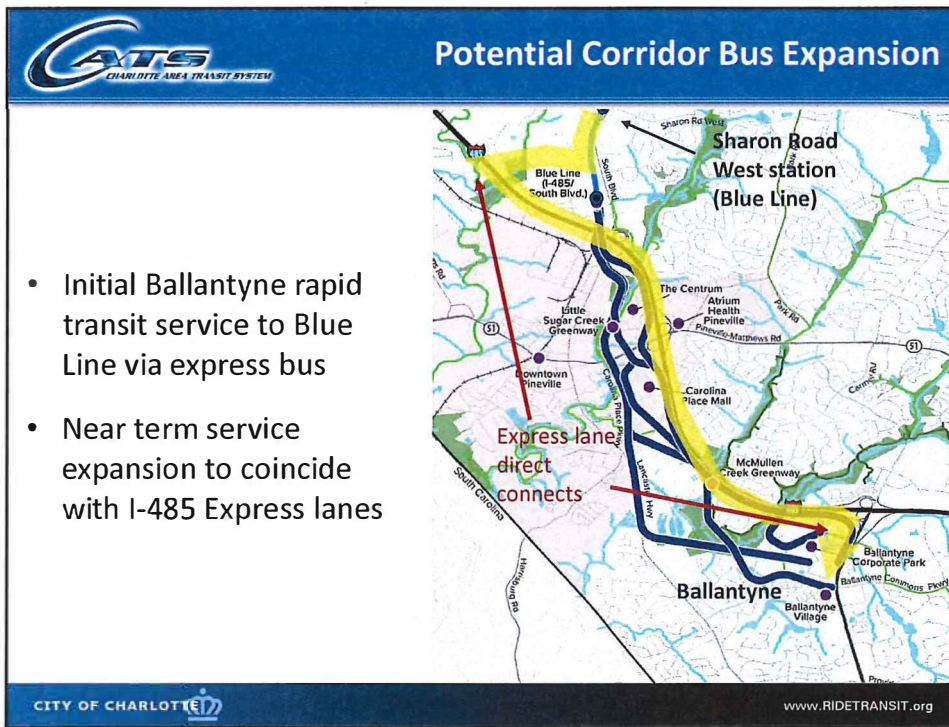 CATS
CHARLOTTE AREA TRANSIT SYSTEM
Potential Corridor Bus Expansion
• Initial Ballantyne rapid
transit service to Blue
Line via express bus
• Near term service
expansion to coincide
with I-485 Express lanes
Sharon Rd West
Sharon Road
West station
(Blue Line)
485
Blue Line
(I-485/
South Blvd.)
South Blvd
The Centrum
Atrium
Health
Pineville
Little
Sugar Creek
Greenway
Pineville-Matthews Rd
Park Rd
51
51
Downtown
Pineville
Carolina Place Pkwy
Carolina
Place Mall
Carmel Rd
Express lane
direct
connects
McMullen
Creek Greenway
Lancaster Hwy
South Carolina
Harrisburg Rd
Ballantyne
Corporate Park
Ballantyne Commons Pkwy
Ballantyne
Ballantyne
Village
CITY OF CHARLOTTE
www.RIDETRANSIT.org